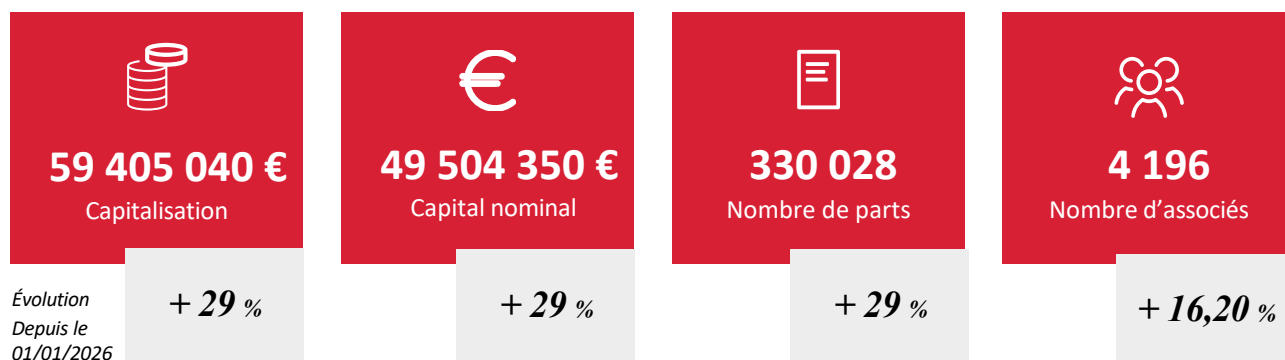 59 405 040 €
Capitalisation
49 504 350 €
Capital nominal
330 028
Nombre de parts
4 196
Nombre d’associés
Évolution
Depuis le
01/01/2026
+ 29 %
+ 29 %
+ 29 %
+ 16,20 %